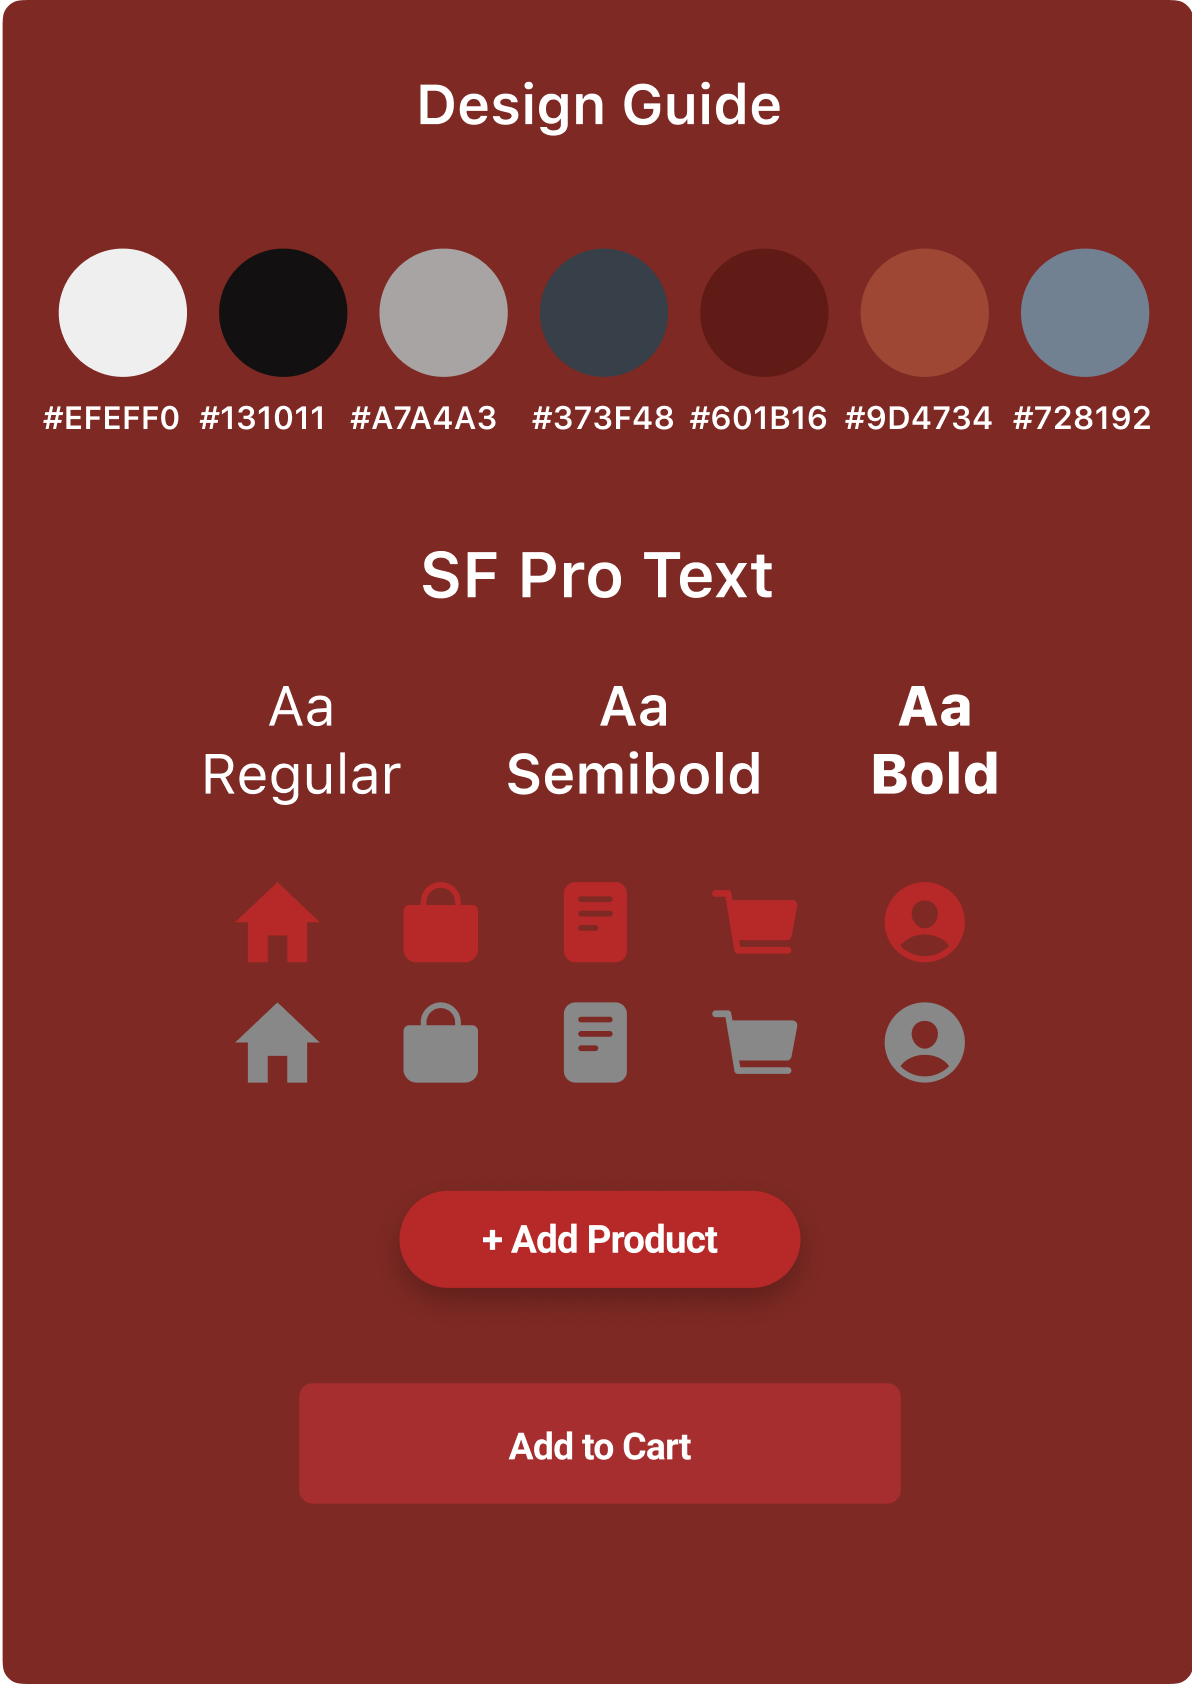 Design Guide
#EFEFF0 #131011 #A7A4A3 #373F48 #601B16 #9D4734 #728192
SF Pro Text
Aa Aa Aa
Regular Semibold Bold
+ Add Product
Add to Cart